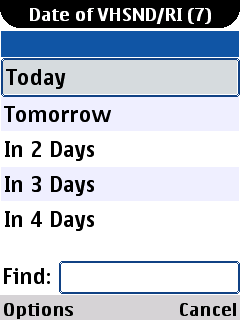 Date of VHSND/RI (7)
Today
Tomorrow
In 2 Days
In 3 Days
In 4 Days
Find:
Options Cancel